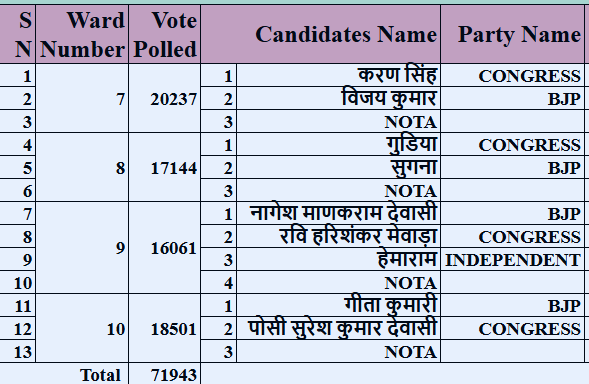 S N Ward Number Vote Polled Candidates Name Party Name
1 7 20237 1 करण सिंह CONGRESS
2 2 विजय कुमार BJP
3 3 NOTA
4 8 17144 1 गुडिया CONGRESS
5 2 सुगना BJP
6 3 NOTA
7 9 16061 1 नागेश माणकराम देवासी BJP
8 2 रवि हरिशंकर मेवाड़ा CONGRESS
9 3 हेमाराम INDEPENDENT
10 4 NOTA
11 10 18501 1 गीता कुमारी BJP
12 2 पोसी सुरेश कुमार देवासी CONGRESS
13 3 NOTA
Total 71943